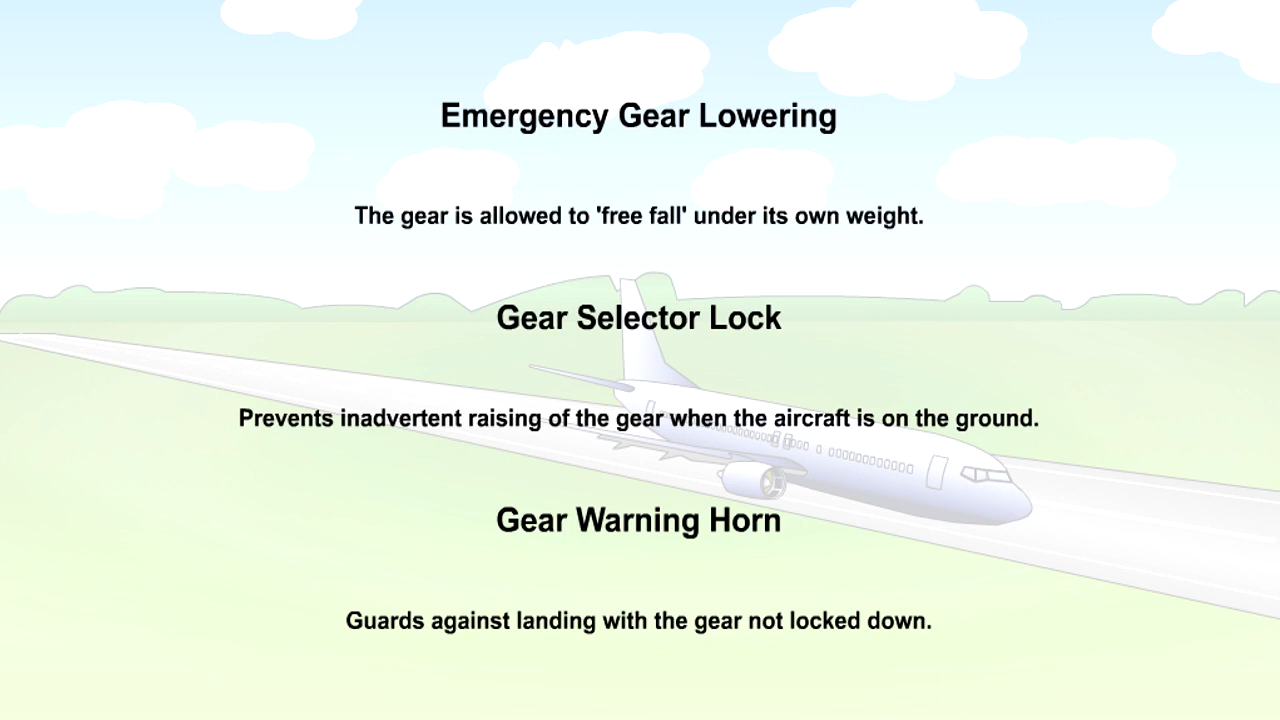 Emergency Gear Lowering
The gear is allowed to 'free fall' under its own weight.
Gear Selector Lock
Prevents inadvertent raising of the gear when the aircraft is on the ground.
Gear Warning Horn
Guards against landing with the gear not locked down.